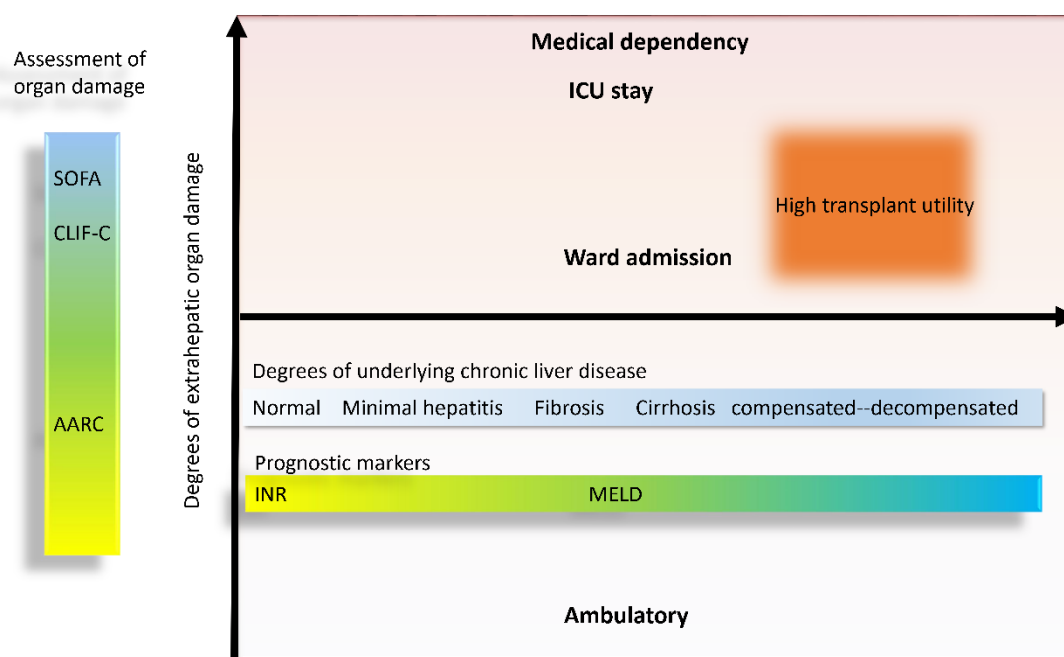 Assessment of
organ damage
SOFA
CLIF-C
AARC
Degrees of extrahepatic organ damage
Medical dependency
ICU stay
High transplant utility
Ward admission
Degrees of underlying chronic liver disease
Normal Minimal hepatitis Fibrosis Cirrhosis compensated--decompensated
Prognostic markers
INR MELD
Ambulatory